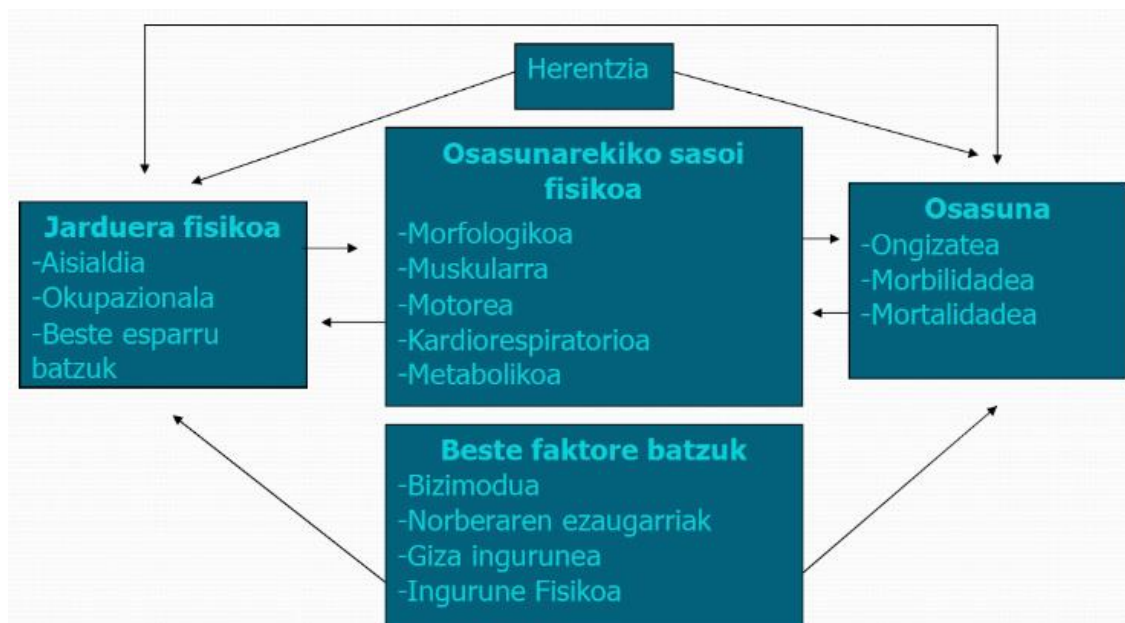 Herentzia
Osasunarekiko sasoi
fisikoa
-Morfologikoa
-Muskularra
-Motorea
-Kardiorespiratorioa
-Metabolikoa
Jarduera fisikoa
-Aisialdia
-Okupazionala
-Beste esparru
batzuk
Osasuna
-Ongizatea
-Morbilidadea
-Mortalidadea
Beste faktore batzuk
-Bizimodua
-Norberaren ezaugarriak
-Giza ingurunea
-Ingurune Fisikoa